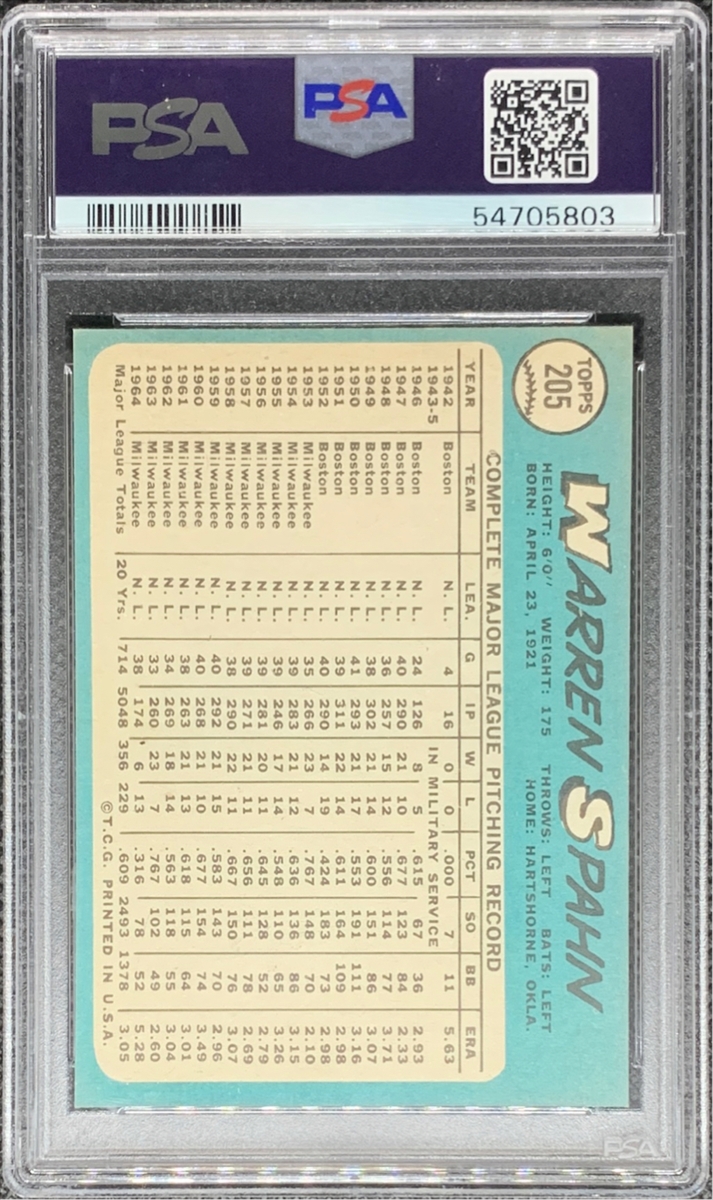 PSA
PSA
54705803
TOPPS
205
WARREN SPAHN
HEIGHT: 6'0" WEIGHT: 175 THROWS: LEFT BATS: LEFT
BORN: APRIL 23, 1921 HOME: HARTSHORNE, OKLA.
COMPLETE MAJOR LEAGUE PITCHING RECORD
YEAR TEAM LEA. G IP W L PCT SO BB ERA
1942 Boston N. L. 4 16 0 0 .000 7 11 5.63
1943-5 IN MILITARY SERVICE
1946 Boston N. L. 24 126 8 5 .615 67 36 2.93
1947 Boston N. L. 40 290 21 10 .677 123 84 2.33
1948 Boston N. L. 36 257 15 12 .556 114 77 3.71
1949 Boston N. L. 38 302 21 14 .600 151 86 3.07
1950 Boston N. L. 41 293 21 17 .553 191 111 3.16
1951 Boston N. L. 39 311 22 14 .611 164 109 2.98
1952 Boston N. L. 40 290 14 19 .424 183 73 2.98
1953 Milwaukee N. L. 35 266 23 7 .767 148 70 2.10
1954 Milwaukee N. L. 39 283 21 12 .636 136 86 3.15
1955 Milwaukee N. L. 39 246 17 14 .548 110 65 3.26
1956 Milwaukee N. L. 39 281 20 11 .645 128 52 2.79
1957 Milwaukee N. L. 39 271 21 11 .656 111 78 2.69
1958 Milwaukee N. L. 38 290 22 11 .667 150 76 3.07
1959 Milwaukee N. L. 40 292 21 15 .583 143 70 2.96
1960 Milwaukee N. L. 40 268 21 10 .677 154 74 3.49
1961 Milwaukee N. L. 38 263 21 13 .618 115 64 3.01
1962 Milwaukee N. L. 34 269 18 14 .563 118 55 3.04
1963 Milwaukee N. L. 33 260 23 7 .767 102 49 2.60
1964 Milwaukee N. L. 38 174 6 13 .316 78 52 5.28
Major League Totals 20 Yrs. 714 5048 356 229 .609 2493 1378 3.05
©T.C.G. PRINTED IN U.S.A.
PSA